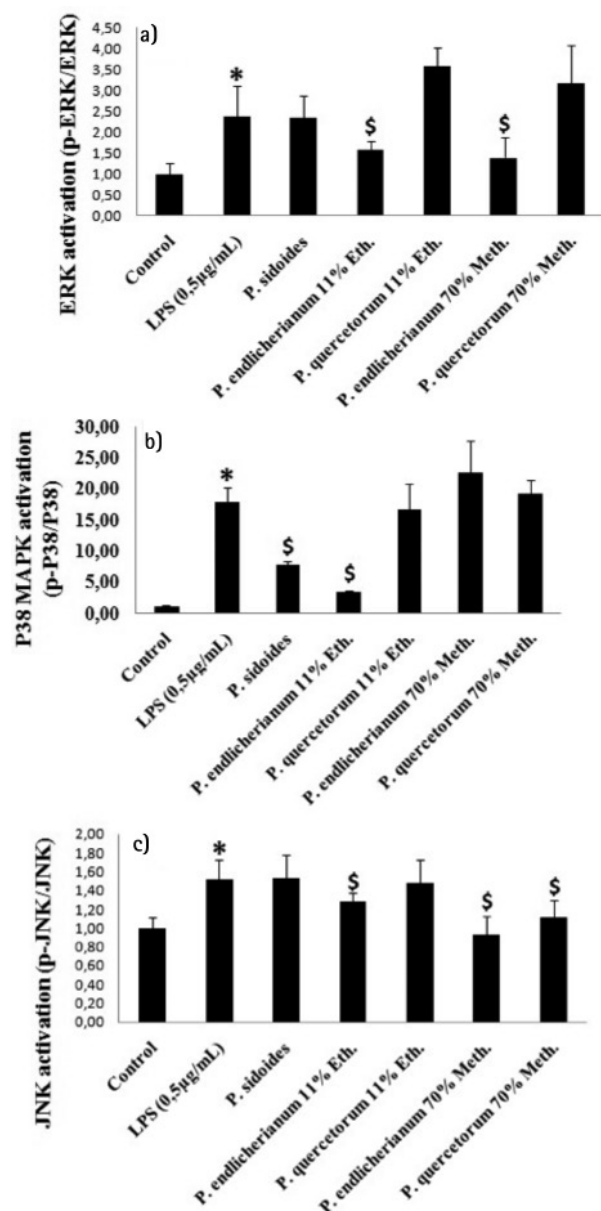 a)
ERK activation (p-ERK/ERK)
4,50
4,00
3,50
3,00
2,50
2,00
1,50
1,00
0,50
0,00
*
$
$
Control
LPS (0,5µg/mL)
P. sidoides
P. endlicherianum 11% Eth.
P. quercetorum 11% Eth.
P. endlicherianum 70% Meth.
P. quercetorum 70% Meth.
b)
P38 MAPK activation
(p-P38/P38)
30,00
25,00
20,00
15,00
10,00
5,00
0,00
*
$
$
Control
LPS (0,5µg/mL)
P. sidoides
P. endlicherianum 11% Eth.
P. quercetorum 11% Eth.
P. endlicherianum 70% Meth.
P. quercetorum 70% Meth.
c)
JNK activation (p-JNK/JNK)
2,00
1,80
1,60
1,40
1,20
1,00
0,80
0,60
0,40
0,20
0,00
*
$
$
$
Control
LPS (0,5µg/mL)
P. sidoides
P. endlicherianum 11% Eth.
P. quercetorum 11% Eth.
P. endlicherianum 70% Meth.
P. quercetorum 70% Meth.